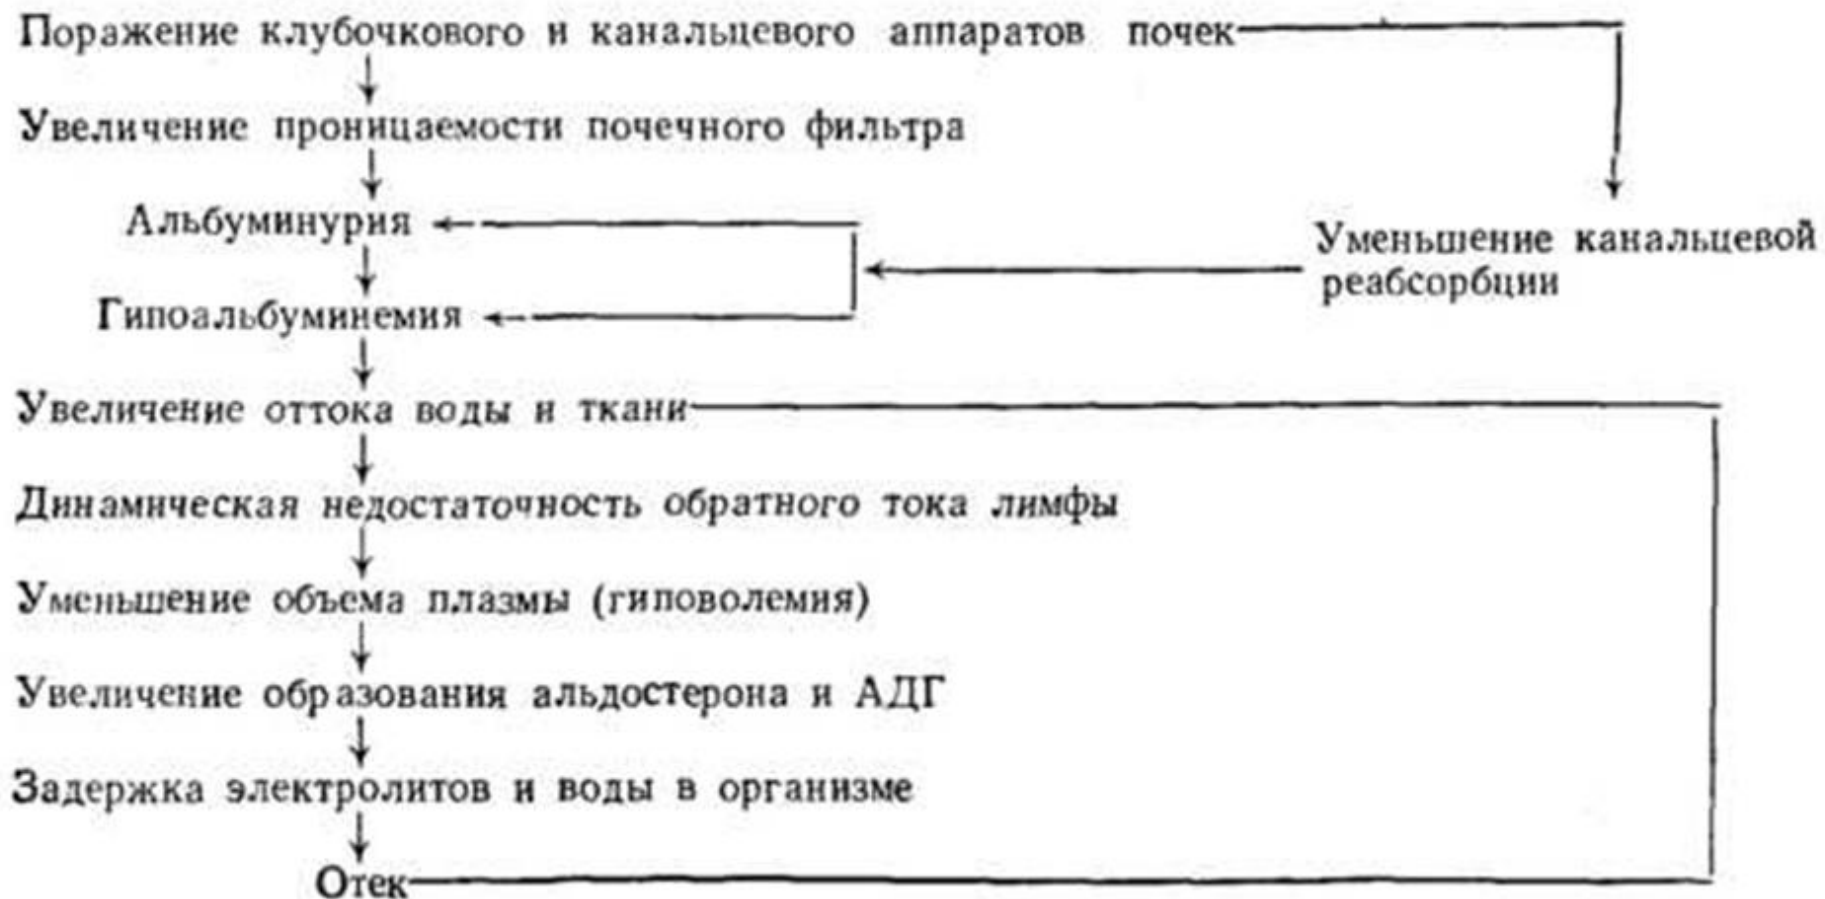 Поражение клубочкового и канальцевого аппаратов почек
Увеличение проницаемости почечного фильтра
Альбуминурия
Уменьшение канальцевой
реабсорбции
Гипоальбуминемия
Увеличение оттока воды и ткани
Динамическая недостаточность обратного тока лимфы
Уменьшение объема плазмы (гиповолемия)
Увеличение образования альдостерона и АДГ
Задержка электролитов и воды в организме
Отек